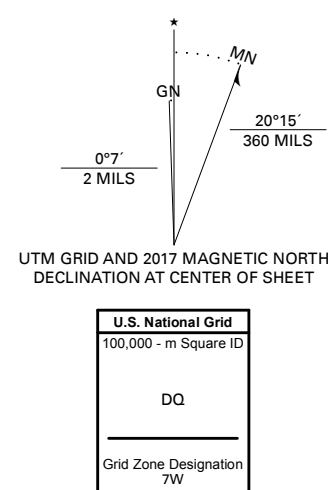 ★
MN
GN
20°15´
360 MILS
0°7´
2 MILS
UTM GRID AND 2017 MAGNETIC NORTH
DECLINATION AT CENTER OF SHEET
U.S. National Grid
100,000 - m Square ID
DQ
Grid Zone Designation
7W